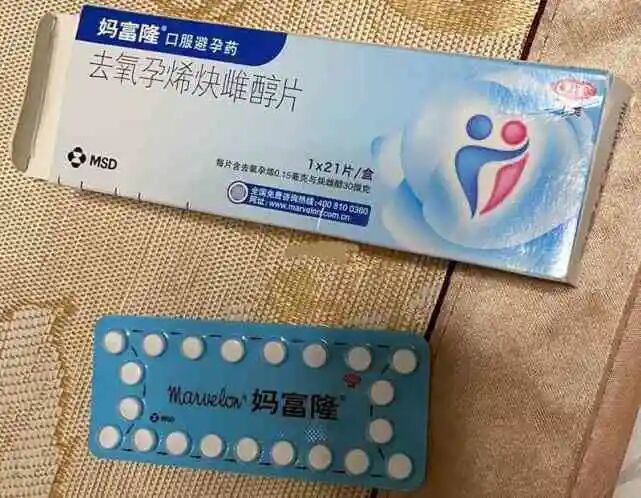 妈富隆® 口服避孕药
去氧孕烯炔雌醇片
MSD
1×21片/盒
每片含去氧孕烯0.15毫克与炔雌醇30微克
全国免费咨询热线:400 810 0360
网址:www.marvelon.com.cn
marvelon® 妈富隆®
MSD